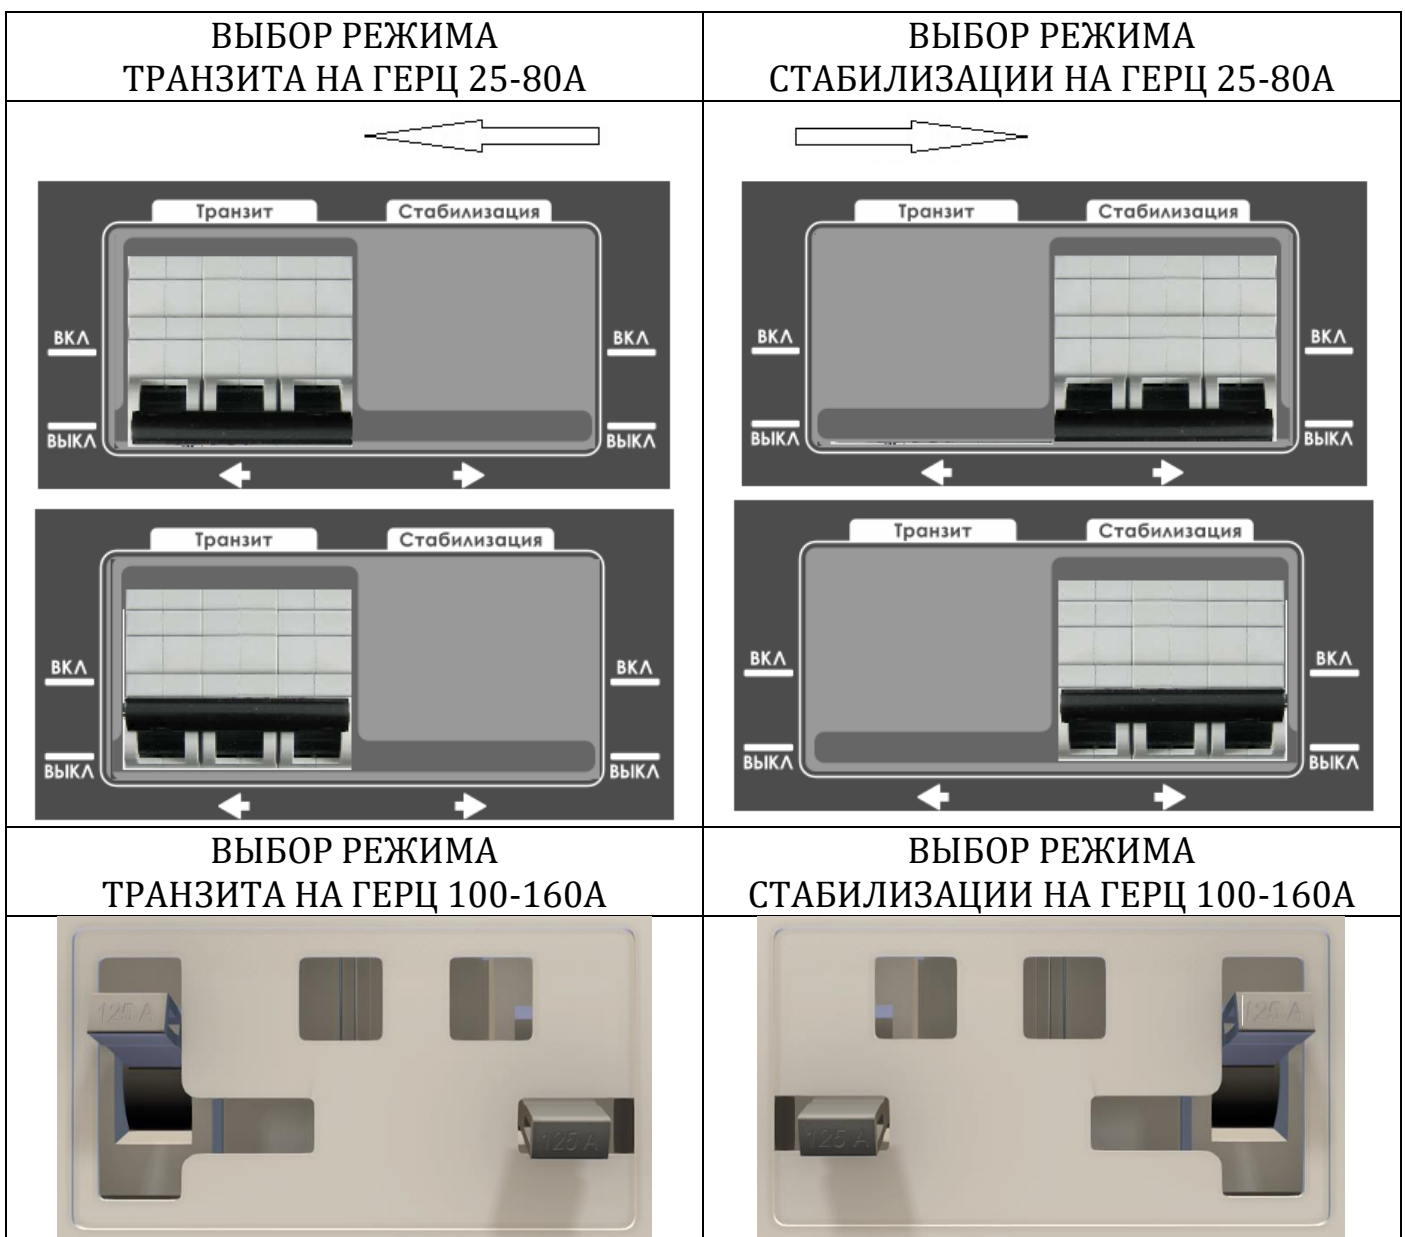 ВЫБОР РЕЖИМА
ТРАНЗИТА НА ГЕРЦ 25-80А
ВЫБОР РЕЖИМА
СТАБИЛИЗАЦИИ НА ГЕРЦ 25-80А
Транзит Стабилизация
ВКЛ ВКЛ
ВЫКЛ ВЫКЛ
Транзит Стабилизация
ВКЛ ВКЛ
ВЫКЛ ВЫКЛ
Транзит Стабилизация
ВКЛ ВКЛ
ВЫКЛ ВЫКЛ
Транзит Стабилизация
ВКЛ ВКЛ
ВЫКЛ ВЫКЛ
ВЫБОР РЕЖИМА
ТРАНЗИТА НА ГЕРЦ 100-160А
ВЫБОР РЕЖИМА
СТАБИЛИЗАЦИИ НА ГЕРЦ 100-160А
125 A
125 A
125 A
125 A